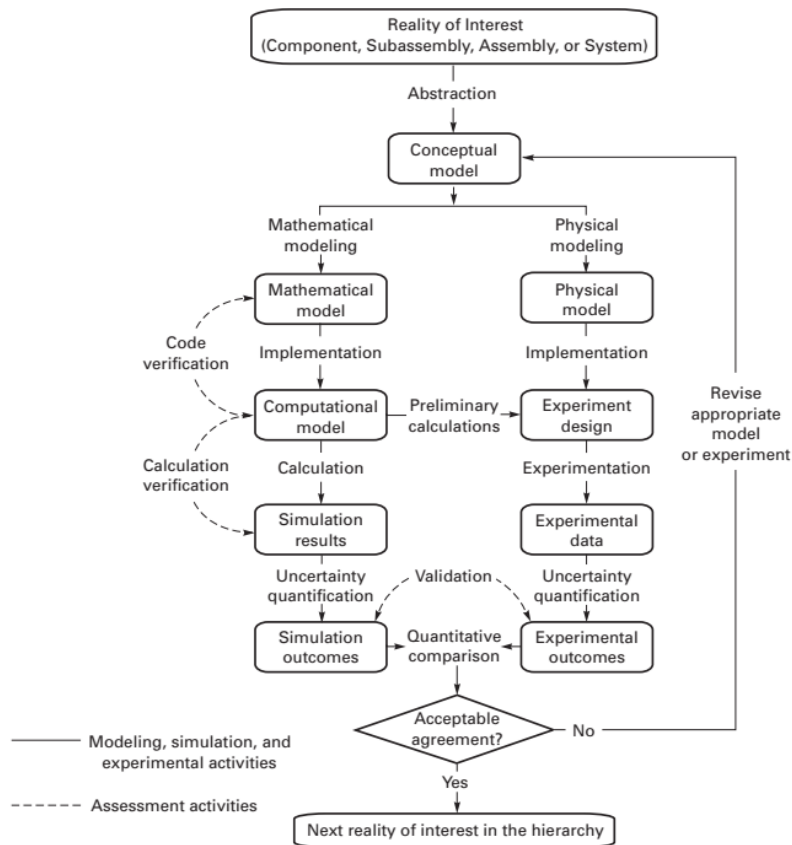 Reality of Interest
(Component, Subassembly, Assembly, or System)
Abstraction
Conceptual
model
Mathematical
modeling
Physical
modeling
Mathematical
model
Physical
model
Code
verification
Implementation
Implementation
Revise
appropriate
model
or experiment
Computational
model
Preliminary
calculations
Experiment
design
Calculation
verification
Calculation
Experimentation
Simulation
results
Experimental
data
Uncertainty
quantification
Validation
Uncertainty
quantification
Simulation
outcomes
Quantitative
comparison
Experimental
outcomes
Acceptable
agreement?
No
Modeling, simulation, and
experimental activities
Yes
Assessment activities
Next reality of interest in the hierarchy